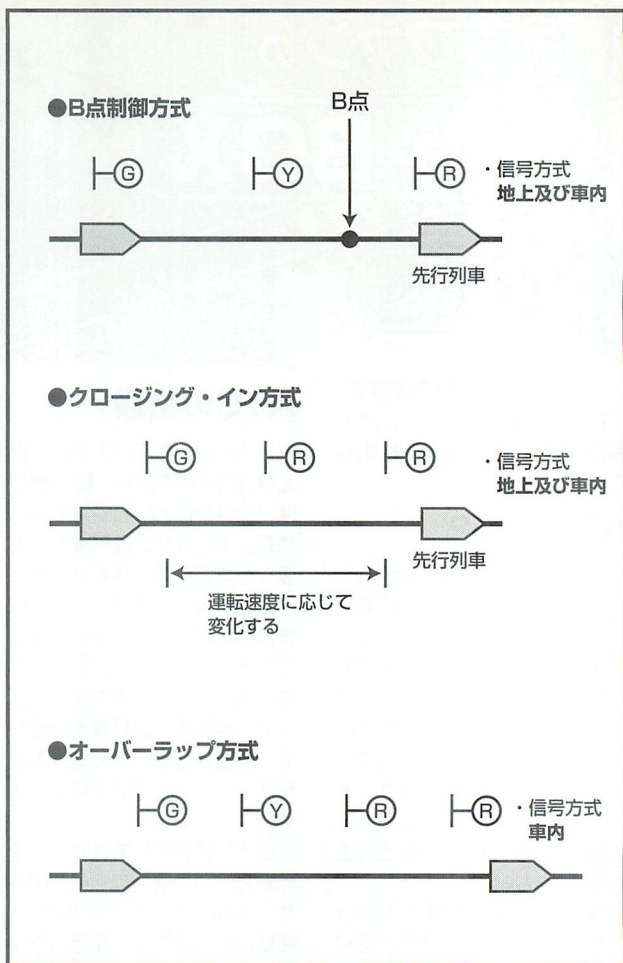 ●B点制御方式
B点
G Y R
・信号方式
地上及び車内
先行列車
●クロージング・イン方式
G R R
・信号方式
地上及び車内
先行列車
運転速度に応じて
変化する
●オーバーラップ方式
G Y R R
・信号方式
車内